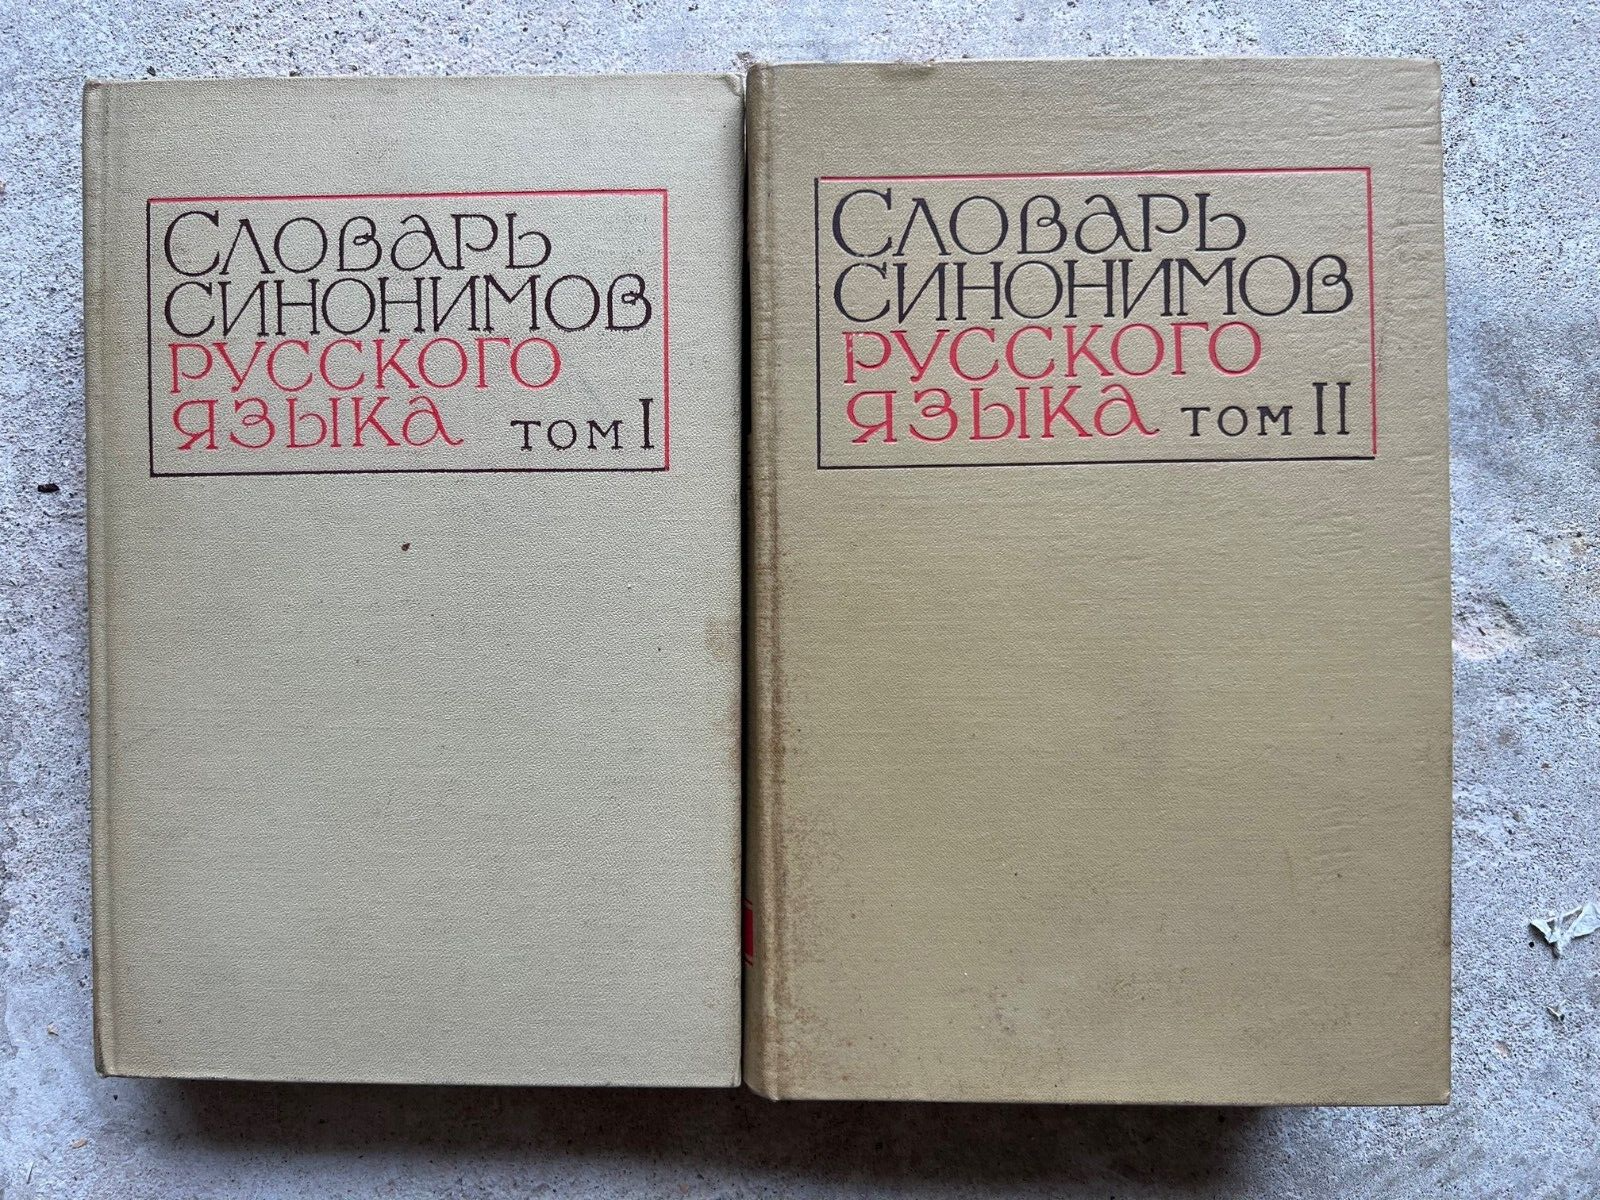 Словарь
синонимов
русского
языка том I
Словарь
синонимов
русского
языка том II